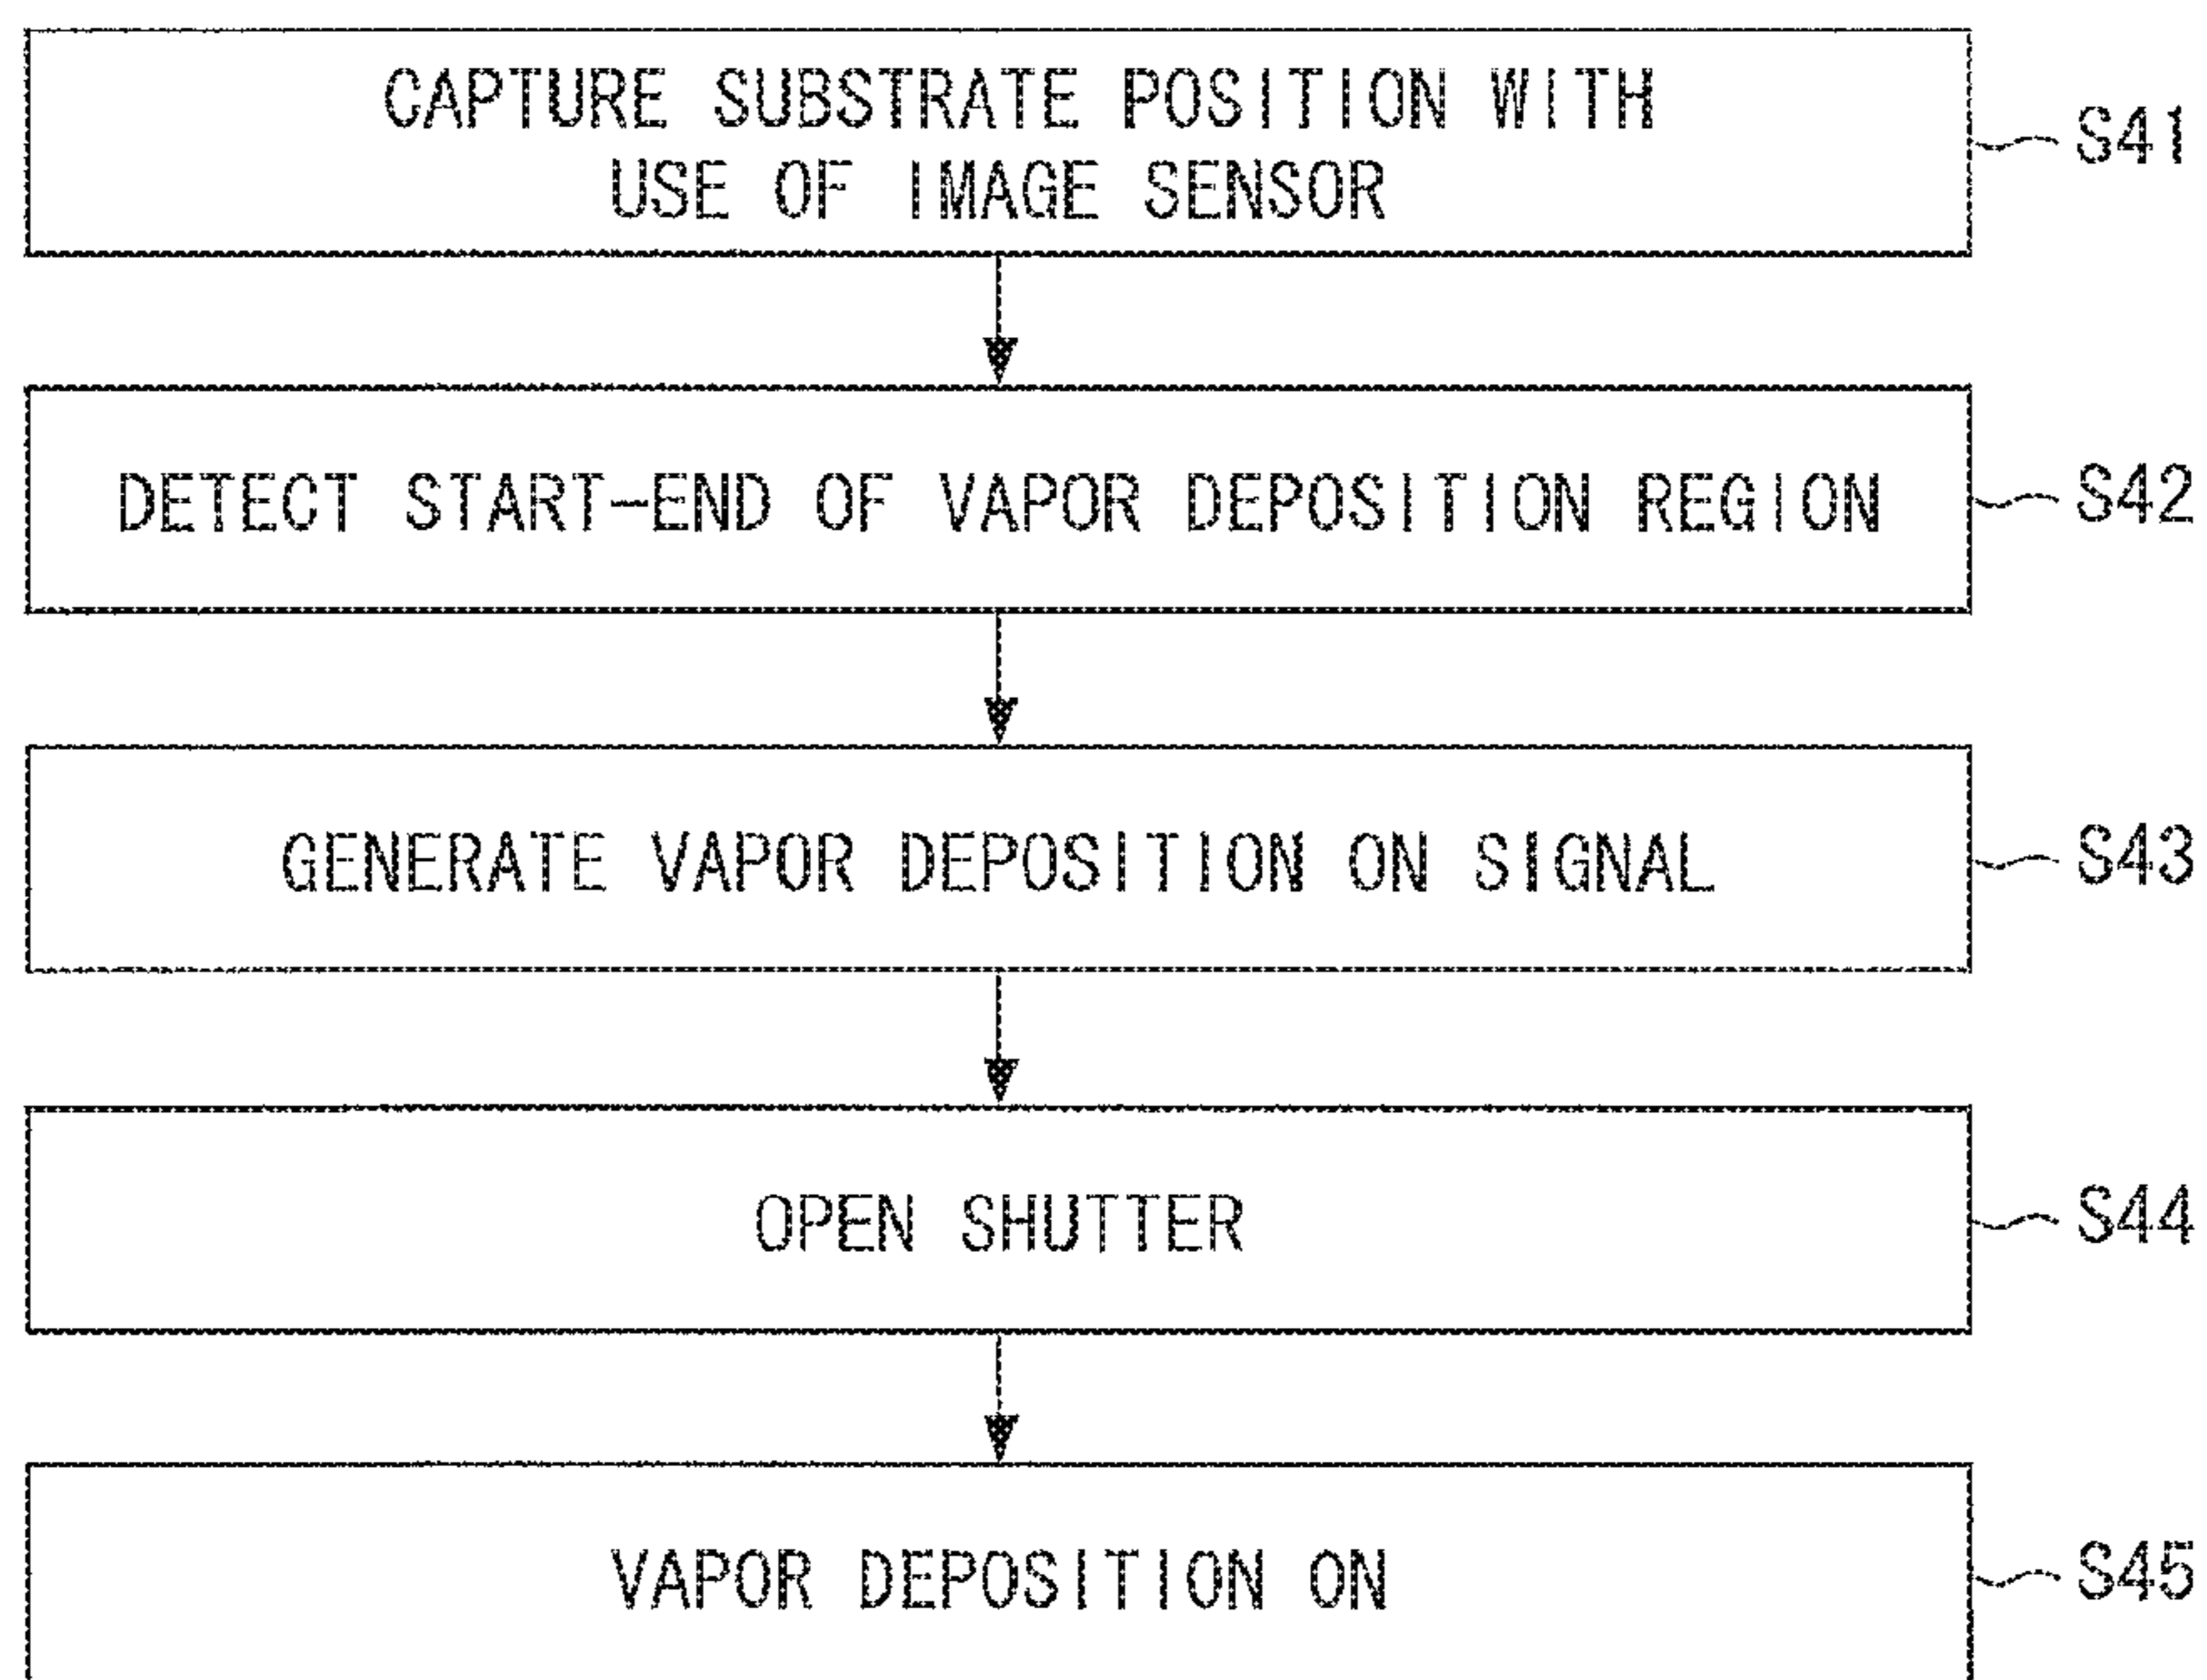 CAPTURE SUBSTRATE POSITION WITH
USE OF IMAGE SENSOR
S41
DETECT START-END OF VAPOR DEPOSITION REGION
S42
GENERATE VAPOR DEPOSITION ON SIGNAL
S43
OPEN SHUTTER
S44
VAPOR DEPOSITION ON
S45